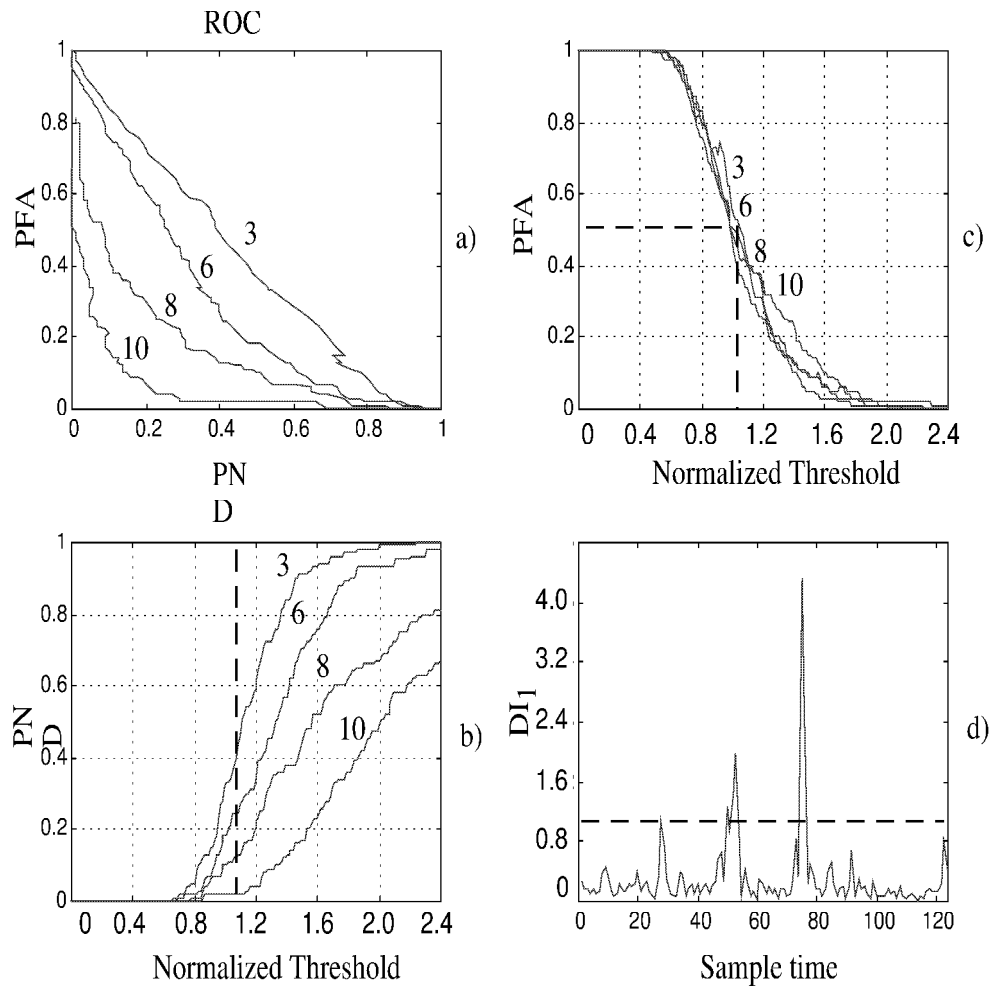 ROC
1
0.8
0.6
0.4
0.2
0
PFA
3
6
8
10
0 0.2 0.4 0.6 0.8 1
PN
D
a)
1
0.8
0.6
0.4
0.2
0
PFA
3
6
8
10
0 0.4 0.8 1.2 1.6 2.0 2.4
Normalized Threshold
c)
1
0.8
0.6
0.4
0.2
0
PN
D
3
6
8
10
0 0.4 0.8 1.2 1.6 2.0 2.4
Normalized Threshold
b)
4.0
3.2
2.4
1.6
0.8
0
DI1
0 20 40 60 80 100 120
Sample time
d)